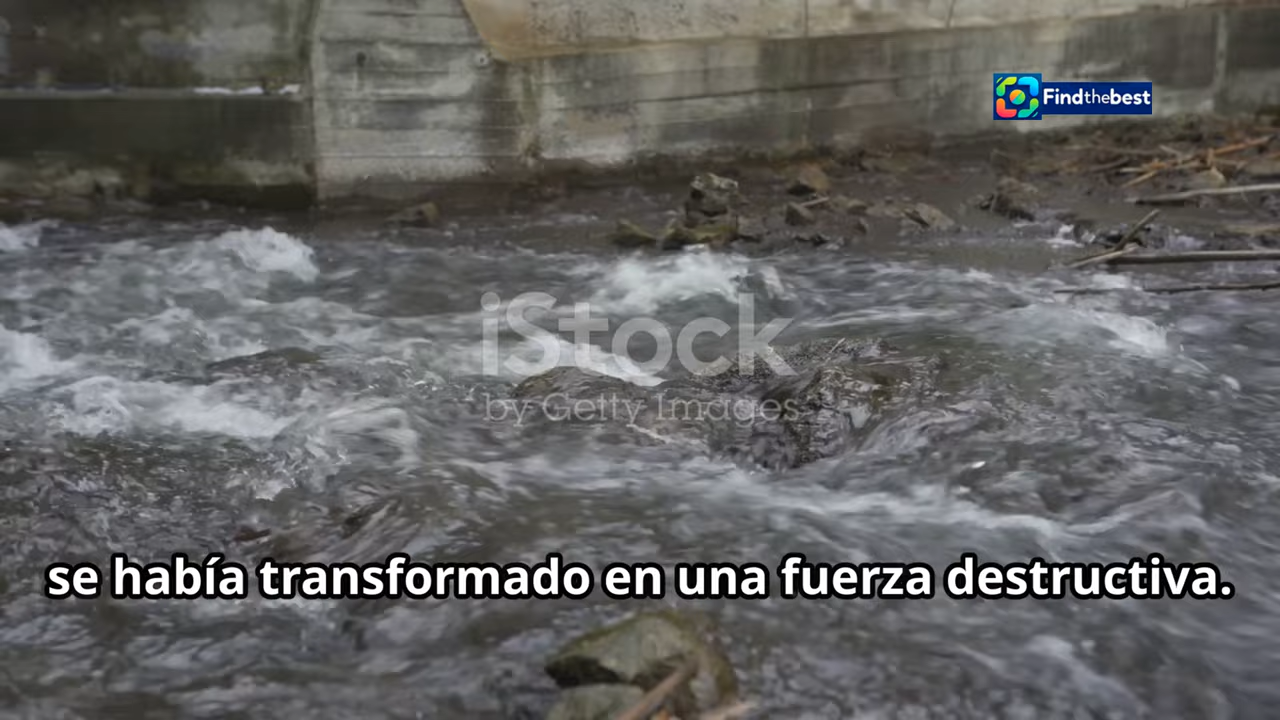 Findthebest
iStock
by Getty Images
se había transformado en una fuerza destructiva.